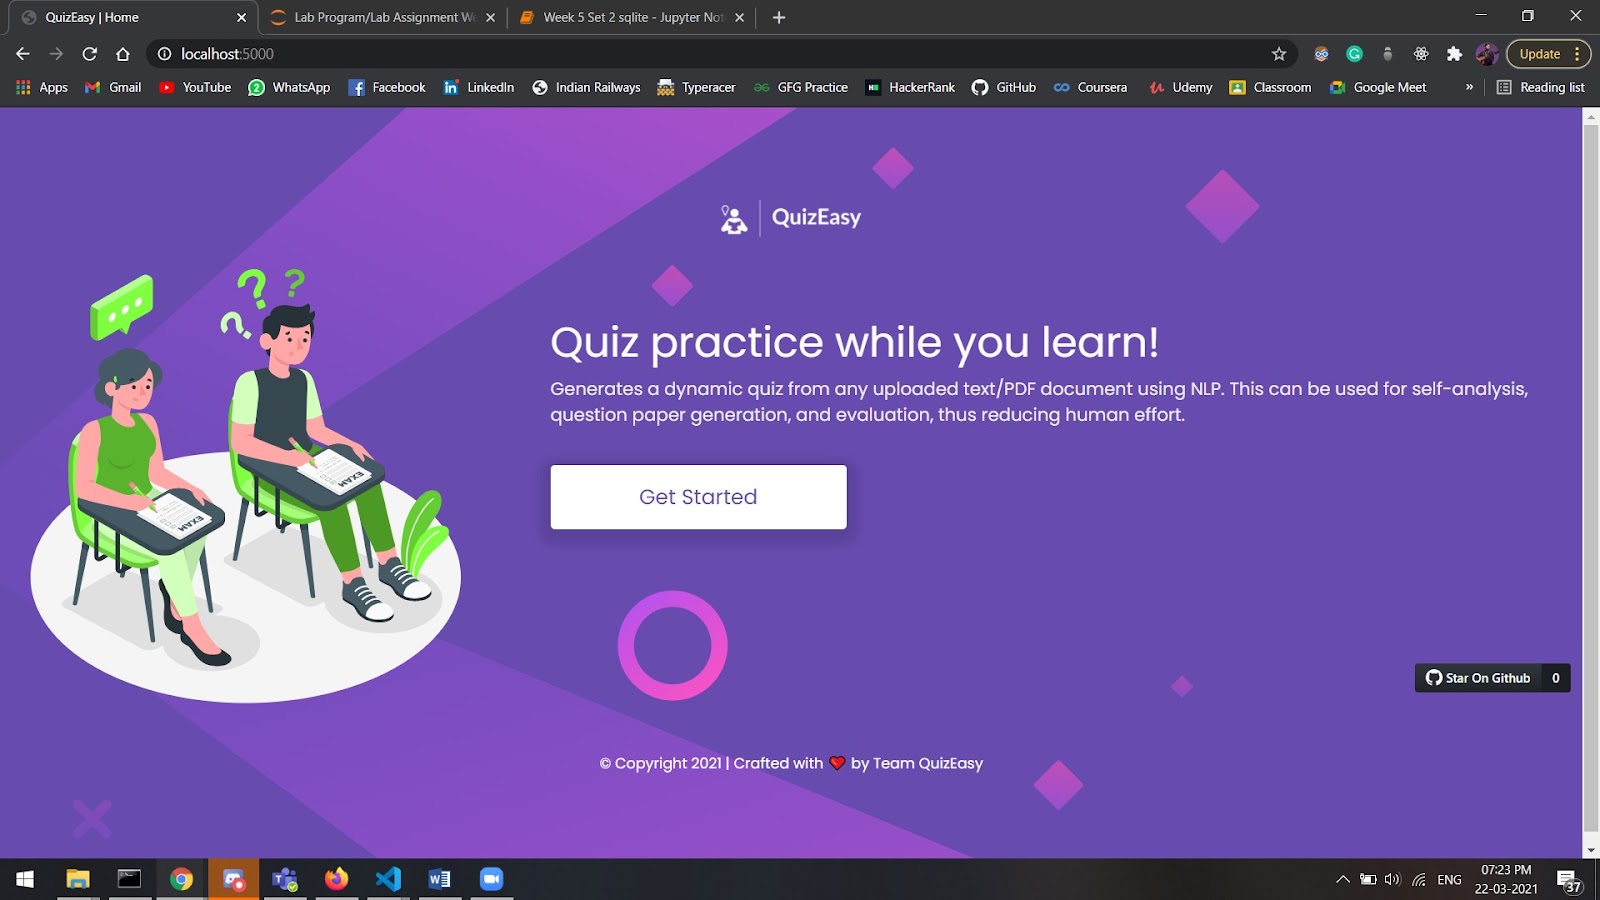 QuizEasy | Home
Lab Program/Lab Assignment We
Week 5 Set 2 sqlite - Jupyter Not
localhost:5000
Update
Apps
Gmail
YouTube
WhatsApp
Facebook
LinkedIn
Indian Railways
Typeracer
GFG Practice
HackerRank
GitHub
Coursera
Udemy
Classroom
Google Meet
»
Reading list
QuizEasy
? ? ?
Quiz practice while you learn!
Generates a dynamic quiz from any uploaded text/PDF document using NLP. This can be used for self-analysis,
question paper generation, and evaluation, thus reducing human effort.
EXAM
EXAM
Get Started
Star On Github 0
© Copyright 2021 | Crafted with ❤ by Team QuizEasy
ENG
07:23 PM
22-03-2021
37